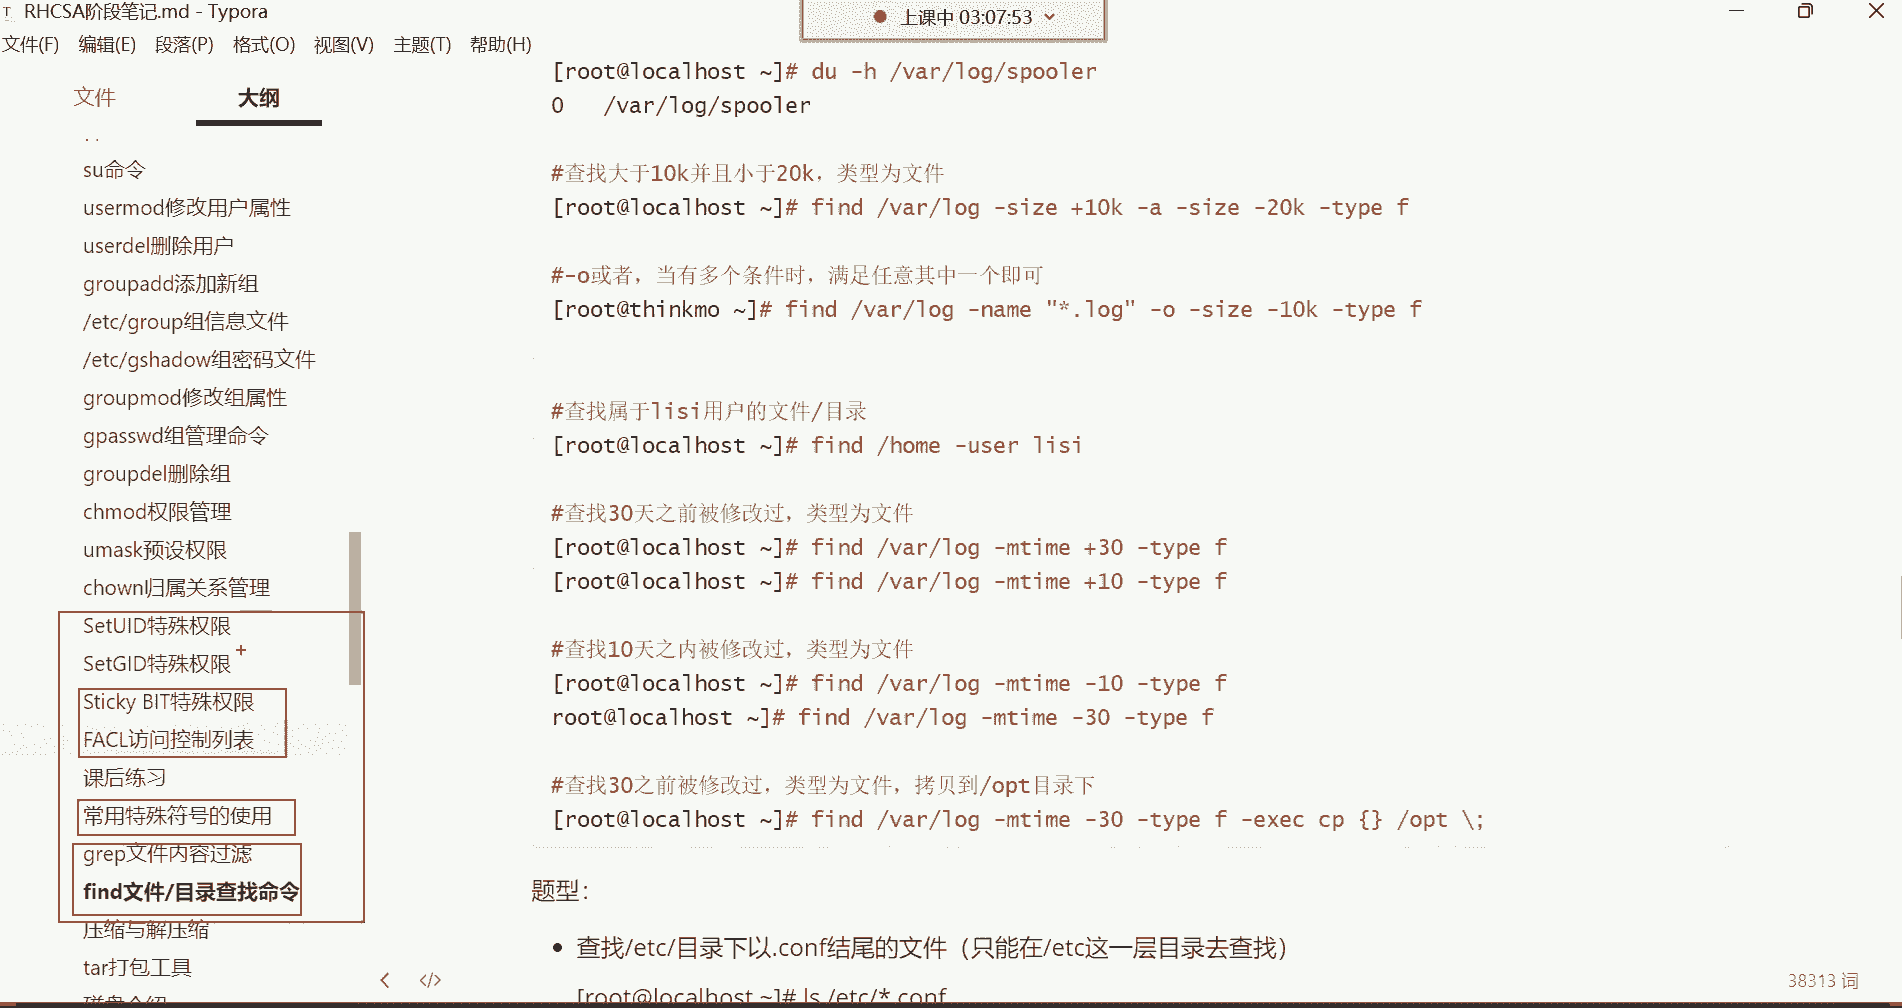 RHCSA阶段笔记.md - Typora
上课中 03:07:53
文件(F) 编辑(E) 段落(P) 格式(O) 视图(V) 主题(T) 帮助(H)
文件 大纲
su命令
usermod修改用户属性
userdel删除用户
groupadd添加新组
/etc/group组信息文件
/etc/gshadow组密码文件
groupmod修改组属性
gpasswd组管理命令
groupdel删除组
chmod权限管理
umask预设权限
chown归属关系管理
SetUID特殊权限
SetGID特殊权限
Sticky BIT特殊权限
FACL访问控制列表
课后练习
常用特殊符号的使用
grep文件内容过滤
find文件/目录查找命令
压缩与解压缩
tar打包工具
磁盘介绍
[root@localhost ~]# du -h /var/log/spooler
0 /var/log/spooler
#查找大于10k并且小于20k，类型为文件
[root@localhost ~]# find /var/log -size +10k -a -size -20k -type f
#-o或者，当有多个条件时，满足任意其中一个即可
[root@thinkmo ~]# find /var/log -name "*.log" -o -size -10k -type f
#查找属于lisi用户的文件/目录
[root@localhost ~]# find /home -user lisi
#查找30天之前被修改过，类型为文件
[root@localhost ~]# find /var/log -mtime +30 -type f
[root@localhost ~]# find /var/log -mtime +10 -type f
#查找10天之内被修改过，类型为文件
[root@localhost ~]# find /var/log -mtime -10 -type f
root@localhost ~]# find /var/log -mtime -30 -type f
#查找30之前被修改过，类型为文件，拷贝到/opt目录下
[root@localhost ~]# find /var/log -mtime -30 -type f -exec cp {} /opt \;
题型：
查找/etc/目录下以.conf结尾的文件（只能在/etc这一层目录去查找）
[root@localhost ~]# ls /etc/*.conf
38313 词